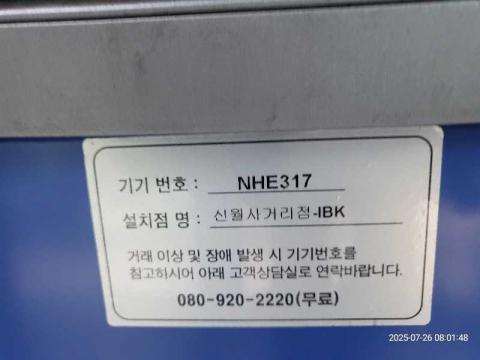 기기 번호 : NHE317
설치점 명 : 신월사거리점-IBK
거래 이상 및 장애 발생 시 기기번호를
참고하시어 아래 고객상담실로 연락바랍니다.
080-920-2220(무료)
2025-07-26 08:01:48